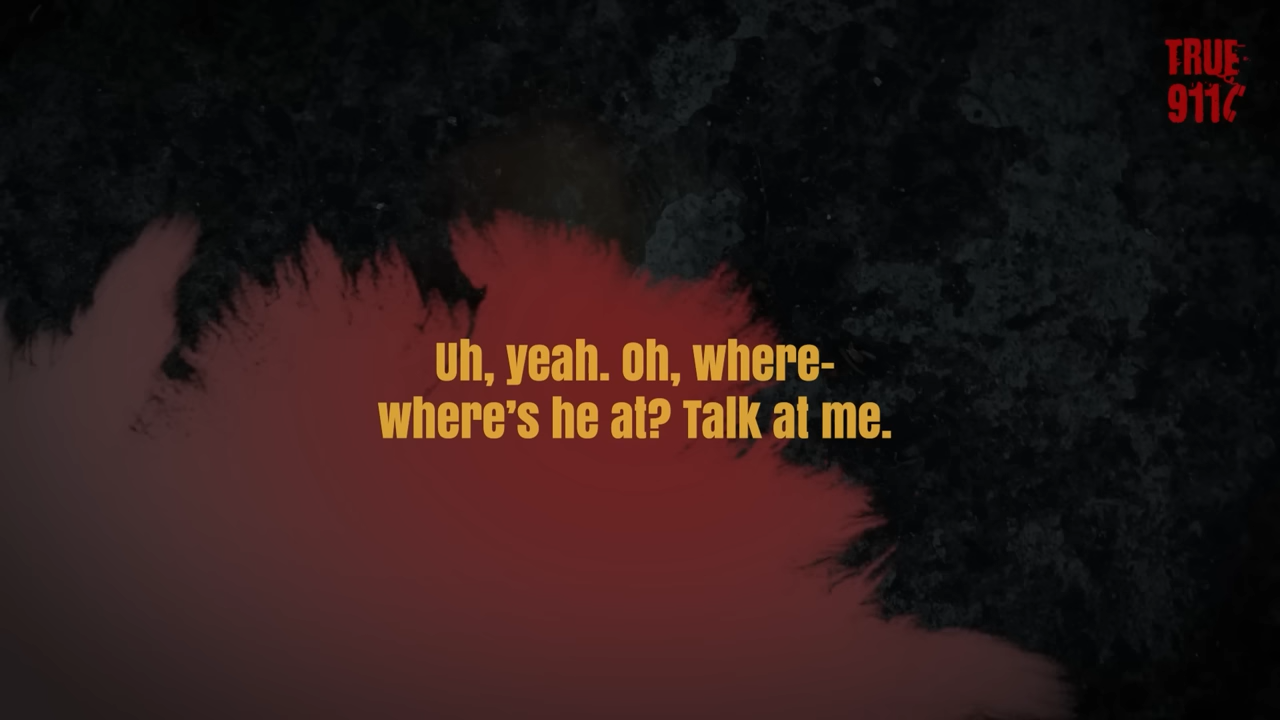 TRUE
911
Uh, yeah. Oh, where-
where’s he at? Talk at me.